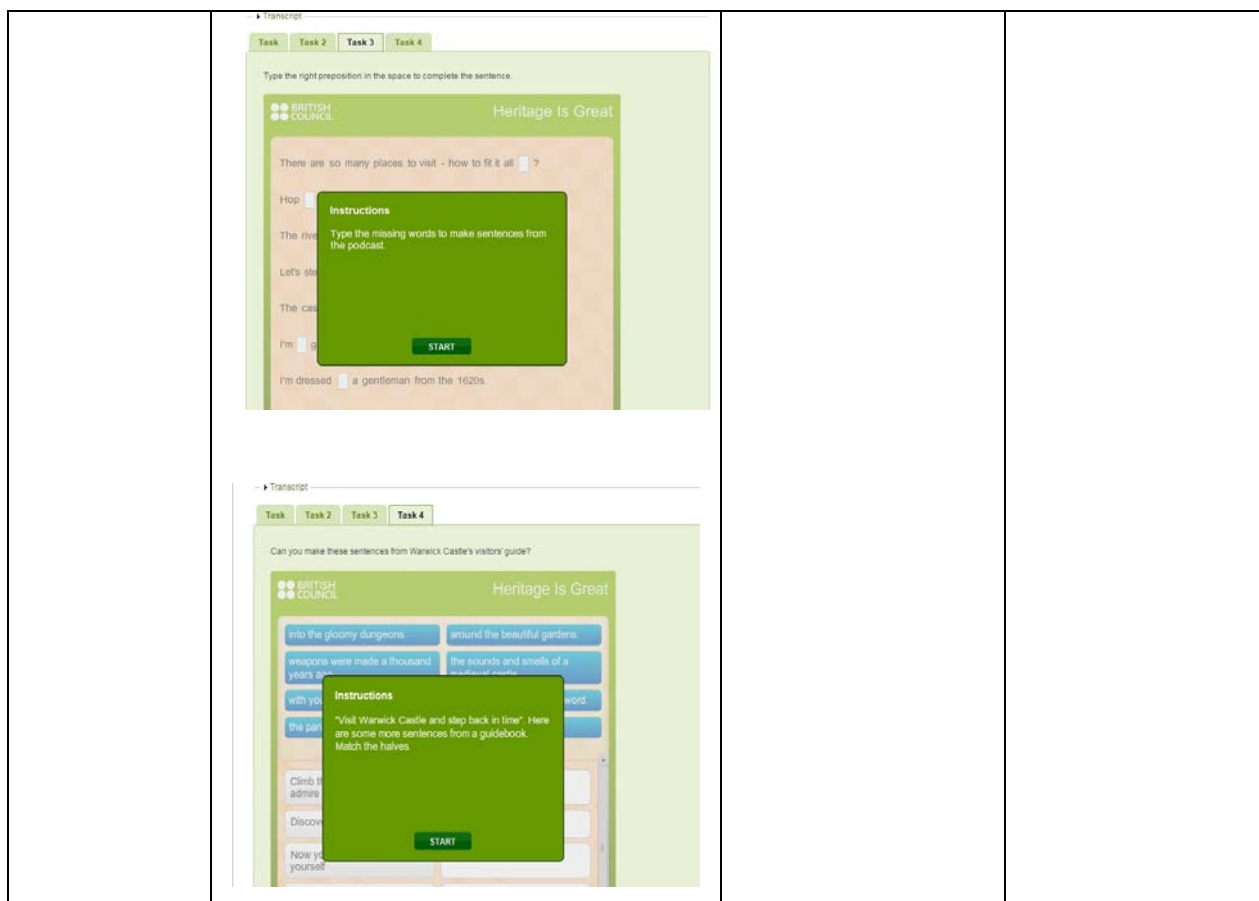 Transcript
Task Task 2 Task 3 Task 4
Type the right preposition in the space to complete the sentence.
BRITISH
COUNCIL
Heritage Is Great
There are so many places to visit - how to fit it all ?
Hop
Instructions
The rive
Type the missing words to make sentences from
the podcast.
Let's ste
The cas
I'm g
START
I'm dressed a gentleman from the 1620s.
Transcript
Task Task 2 Task 3 Task 4
Can you make these sentences from Warwick Castle's visitors' guide?
BRITISH
COUNCIL
Heritage Is Great
into the gloomy dungeons. around the beautiful gardens.
weapons were made a thousand
years ago.
the sounds and smells of a
medieval castle.
with you
word.
the pan
Instructions
"Visit Warwick Castle and step back in time". Here
are some more sentences from a guidebook.
Match the halves.
Climb th
admire
Discove
START
Now yo
yourself